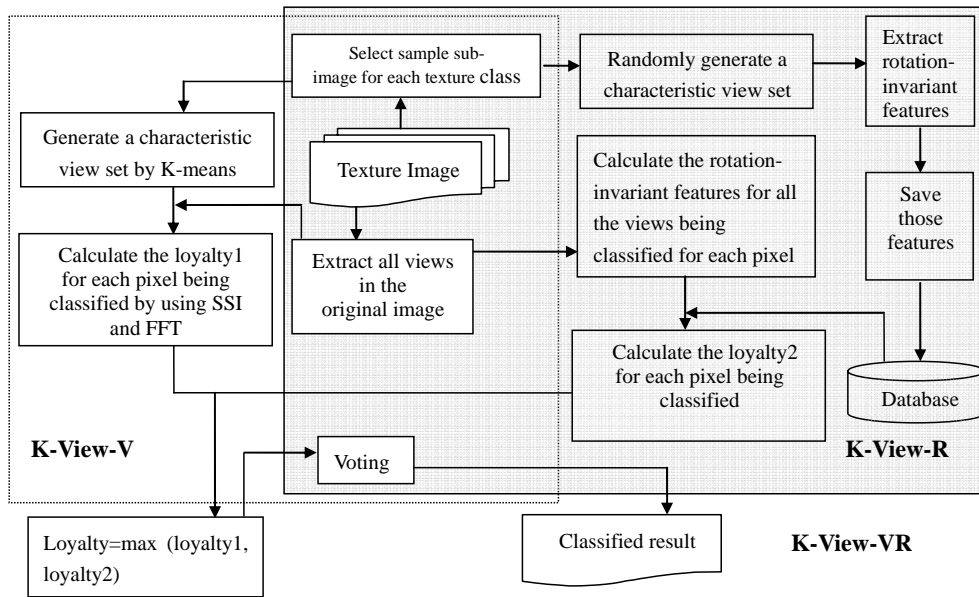 Select sample sub-
image for each texture class
Randomly generate a
characteristic view set
Extract
rotation-
invariant
features
Generate a characteristic
view set by K-means
Texture Image
Calculate the rotation-
invariant features for all
the views being
classified for each pixel
Save
those
features
Calculate the loyalty1
for each pixel being
classified by using SSI
and FFT
Extract all views
in the
original image
Calculate the loyalty2
for each pixel being
classified
Database
K-View-V
K-View-R
Voting
Loyalty=max (loyalty1,
loyalty2)
Classified result
K-View-VR